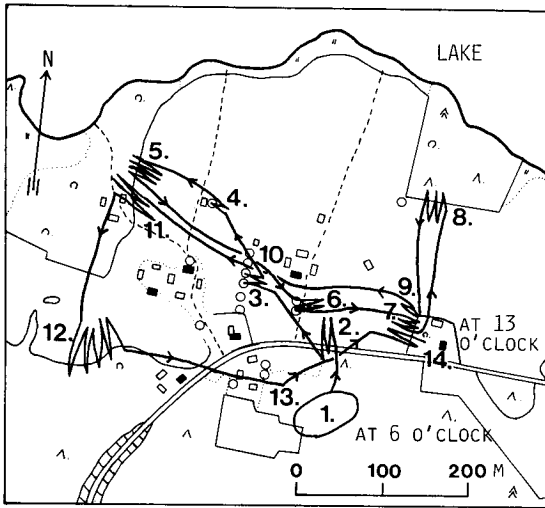 LAKE
N
5.
4.
8.
11.
10
3.
6.
9.
7.
2.
12.
AT 13
O'CLOCK
14.
13.
1.
AT 6 O'CLOCK
0 100 200 M